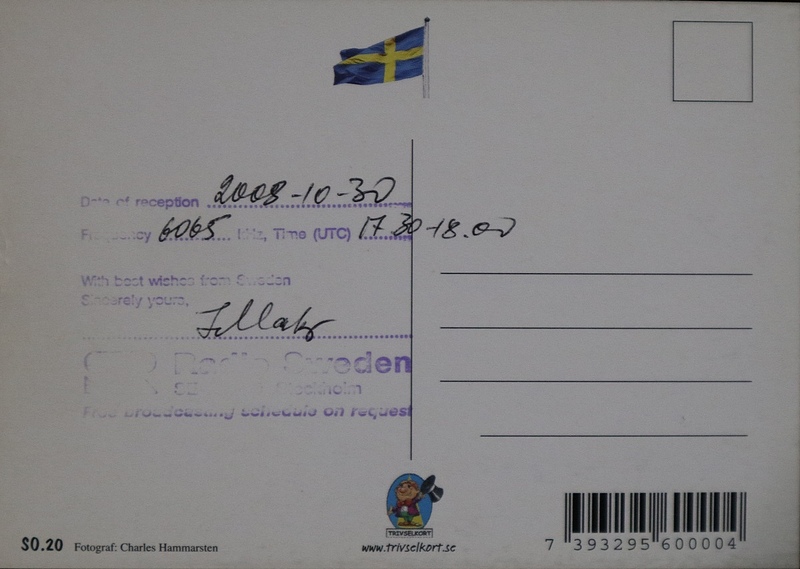 Date of reception 2008-10-30
Frequency 6065 kHz, Time (UTC) 17.30-18.00
With best wishes from Sweden
Sincerely yours,
Radio Sweden
SE Stockholm
Free broadcasting schedule on request
TRIVSELKORT
www.trivselkort.se
SO.20 Fotograf: Charles Hammarsten
7 393295 600004